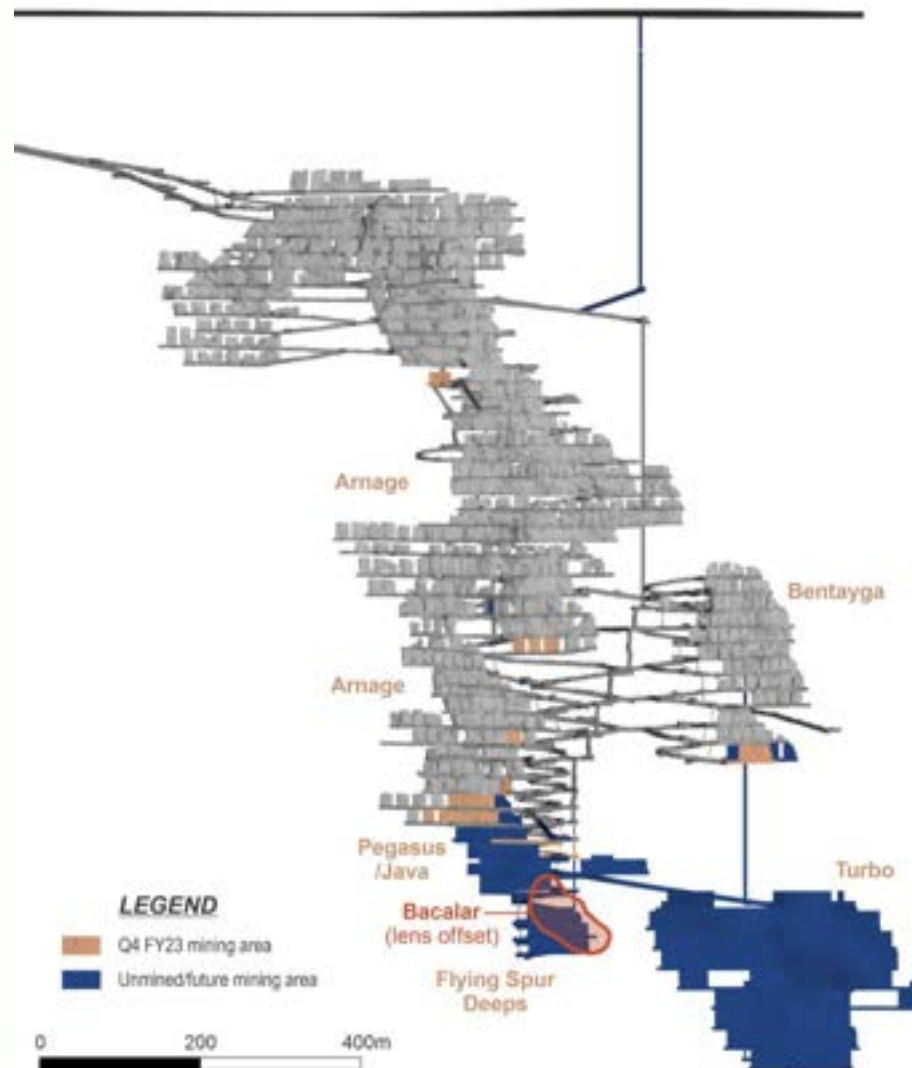 Arnage
Bentayga
Arnage
Pegasus
/Java
Turbo
Bacalar
(lens offset)
Flying Spur
Deeps
LEGEND
Q4 FY23 mining area
Unmined/future mining area
0 200 400m